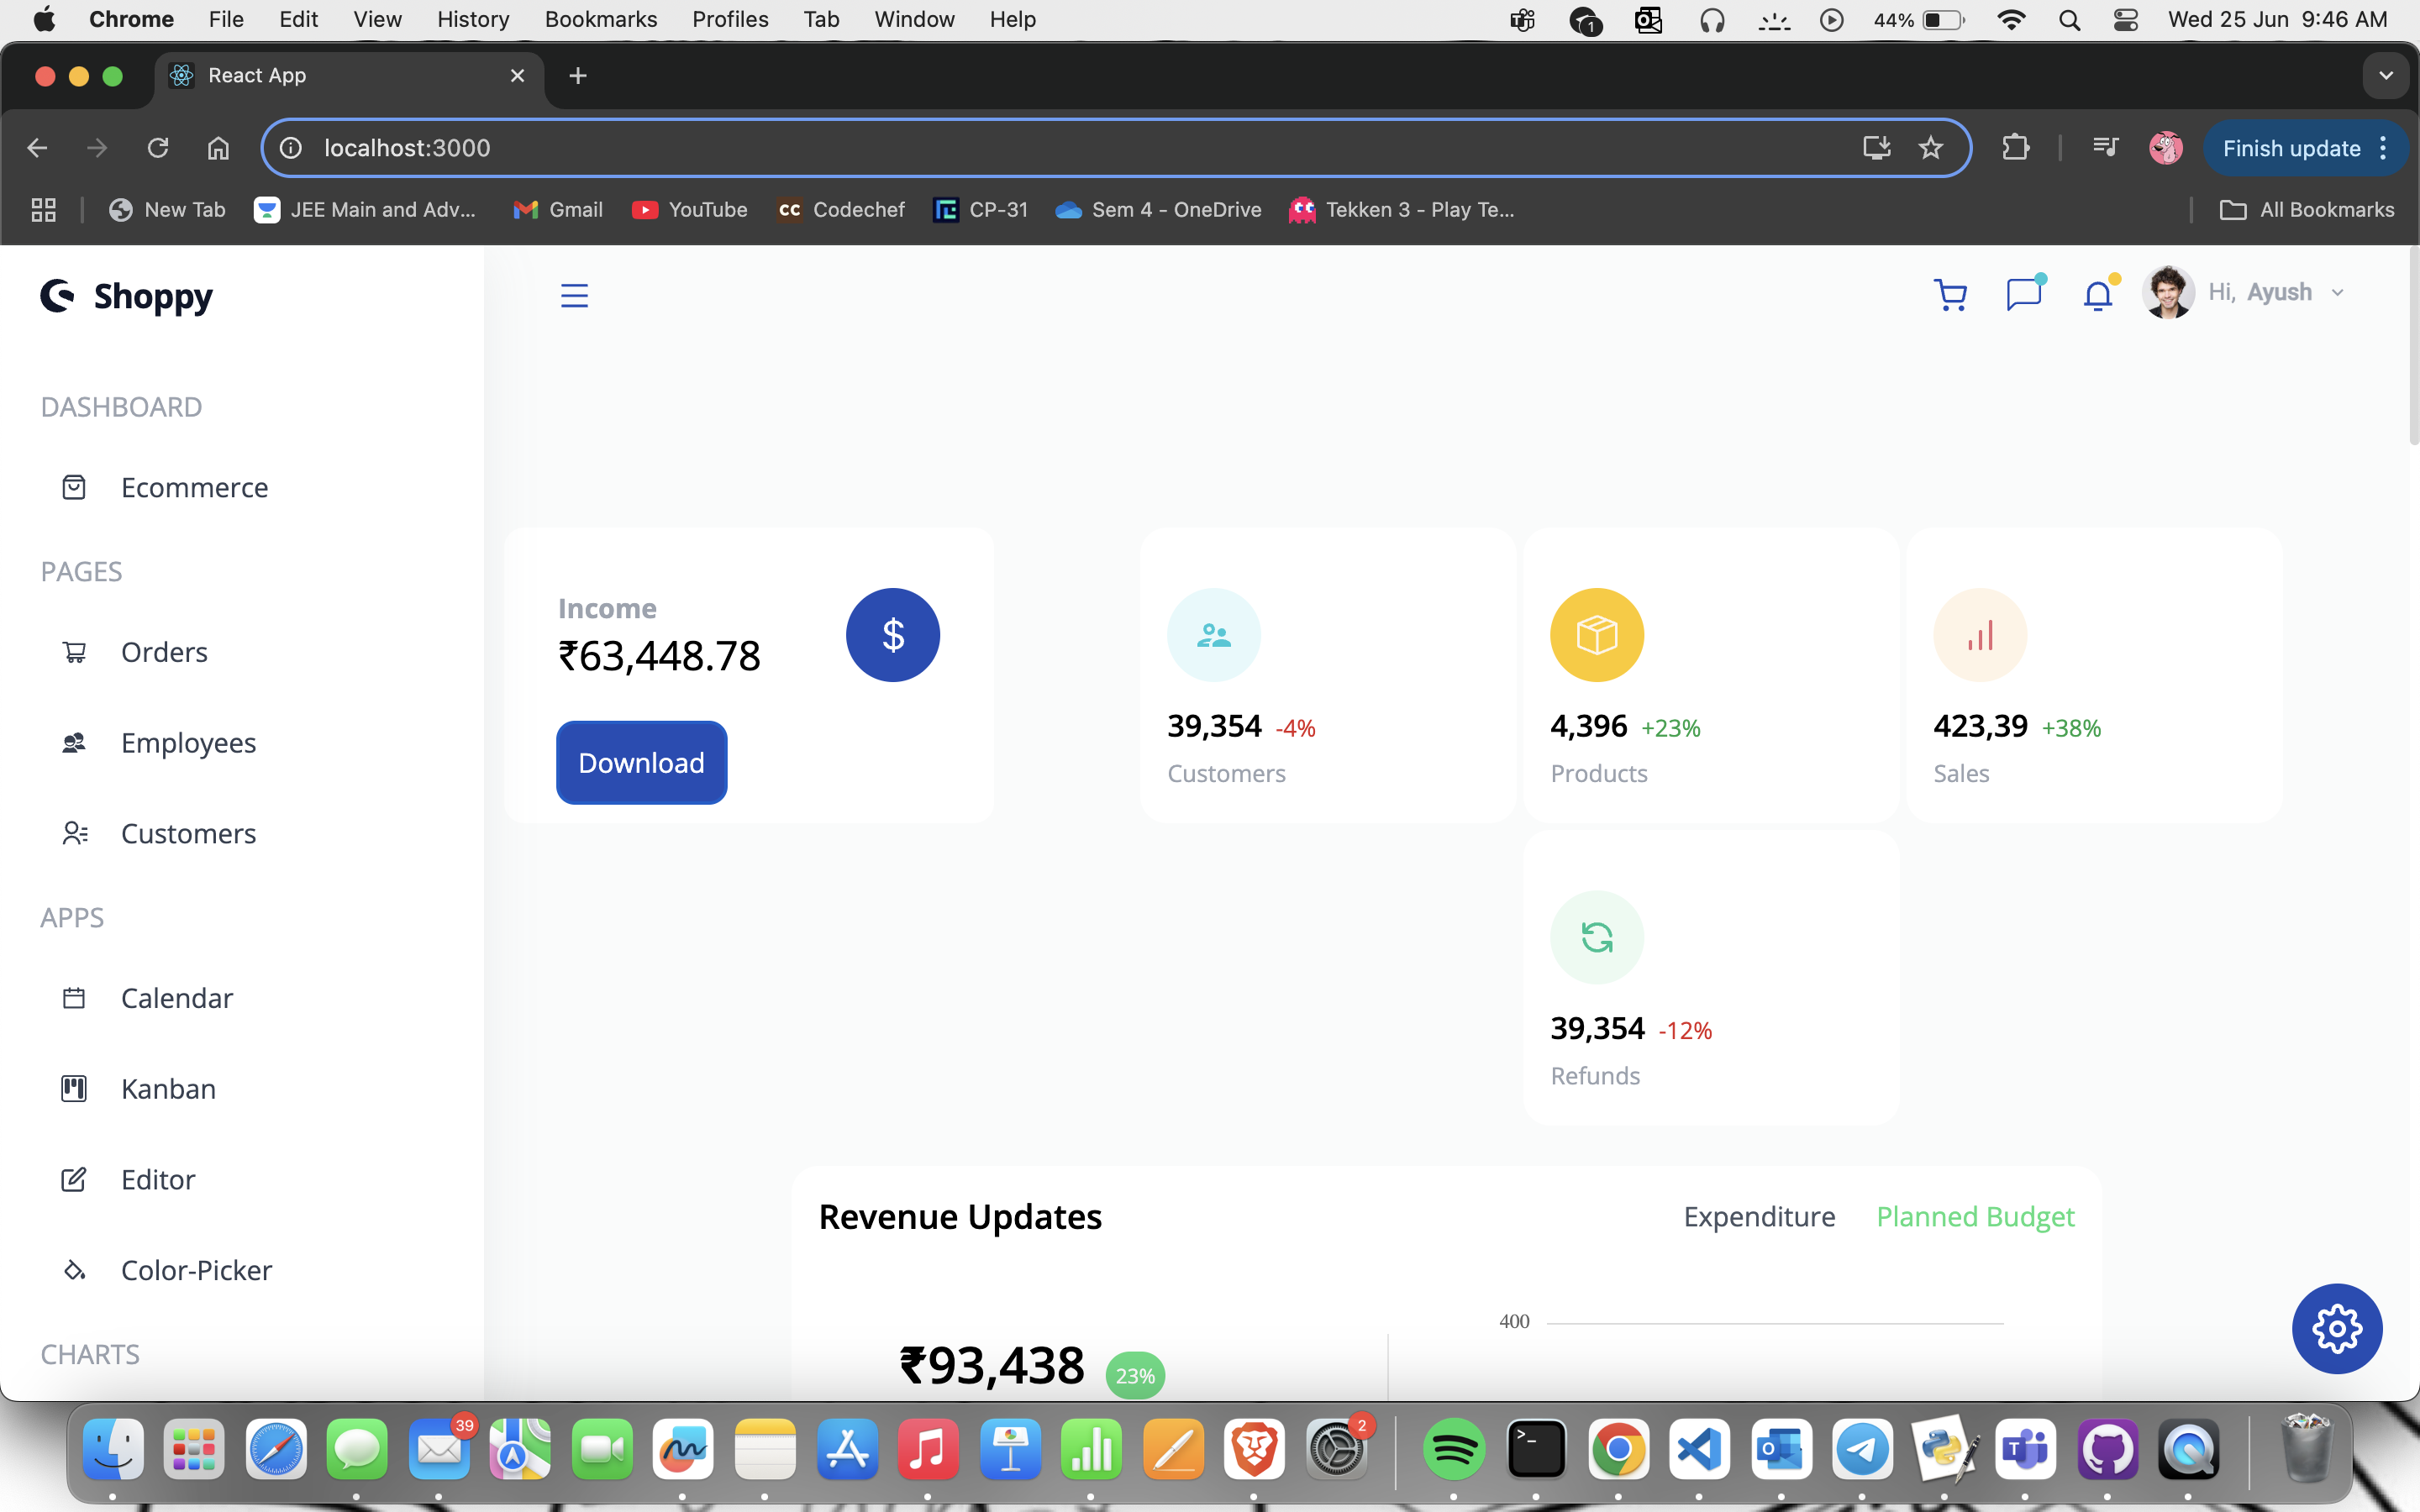 Chrome File Edit View History Bookmarks Profiles Tab Window Help 1 44% Wed 25 Jun 9:46 AM
React App
localhost:3000 Finish update
New Tab JEE Main and Adv... Gmail YouTube CC Codechef CP-31 Sem 4 - OneDrive Tekken 3 - Play Te... All Bookmarks
Shoppy
Hi, Ayush
DASHBOARD
Ecommerce
PAGES
Orders
Employees
Customers
APPS
Calendar
Kanban
Editor
Color-Picker
CHARTS
Income
₹63,448.78
$
Download
39,354 -4%
Customers
4,396 +23%
Products
423,39 +38%
Sales
39,354 -12%
Refunds
Revenue Updates
Expenditure Planned Budget
400
₹93,438 23%
39
2